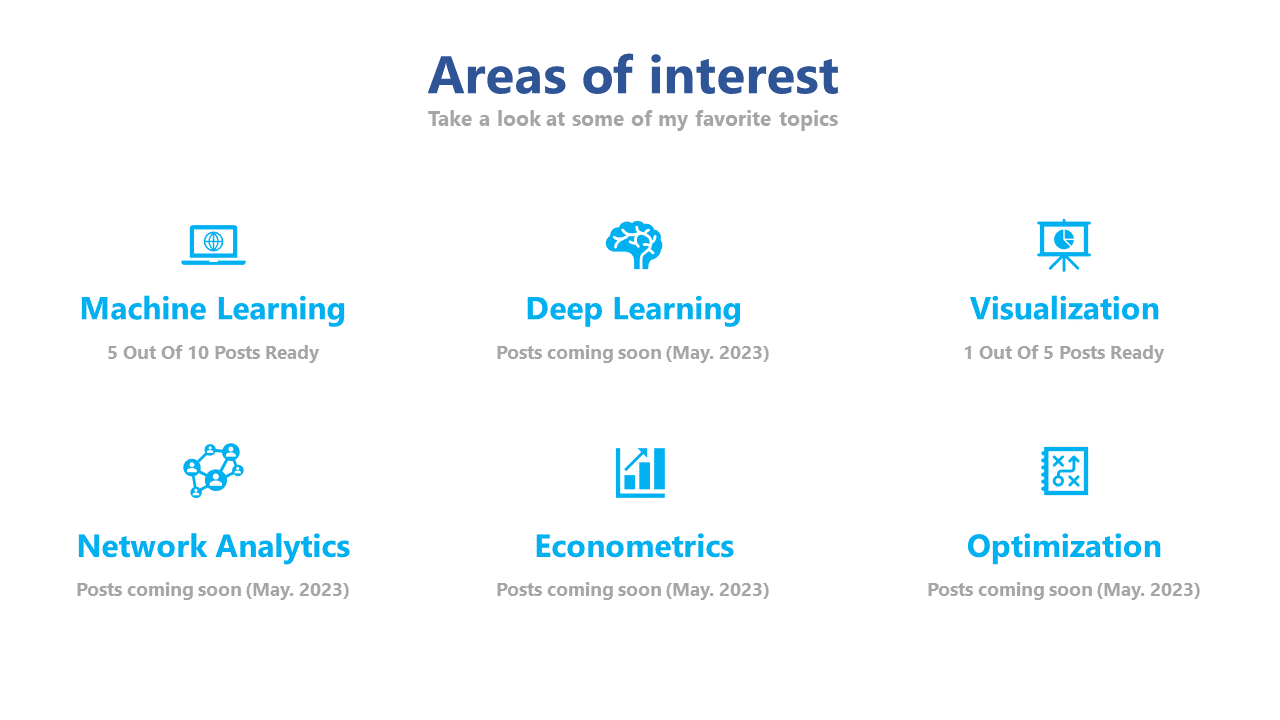 Areas of interest
Take a look at some of my favorite topics
Machine Learning
5 Out Of 10 Posts Ready
Deep Learning
Posts coming soon (May. 2023)
Visualization
1 Out Of 5 Posts Ready
Network Analytics
Posts coming soon (May. 2023)
Econometrics
Posts coming soon (May. 2023)
Optimization
Posts coming soon (May. 2023)